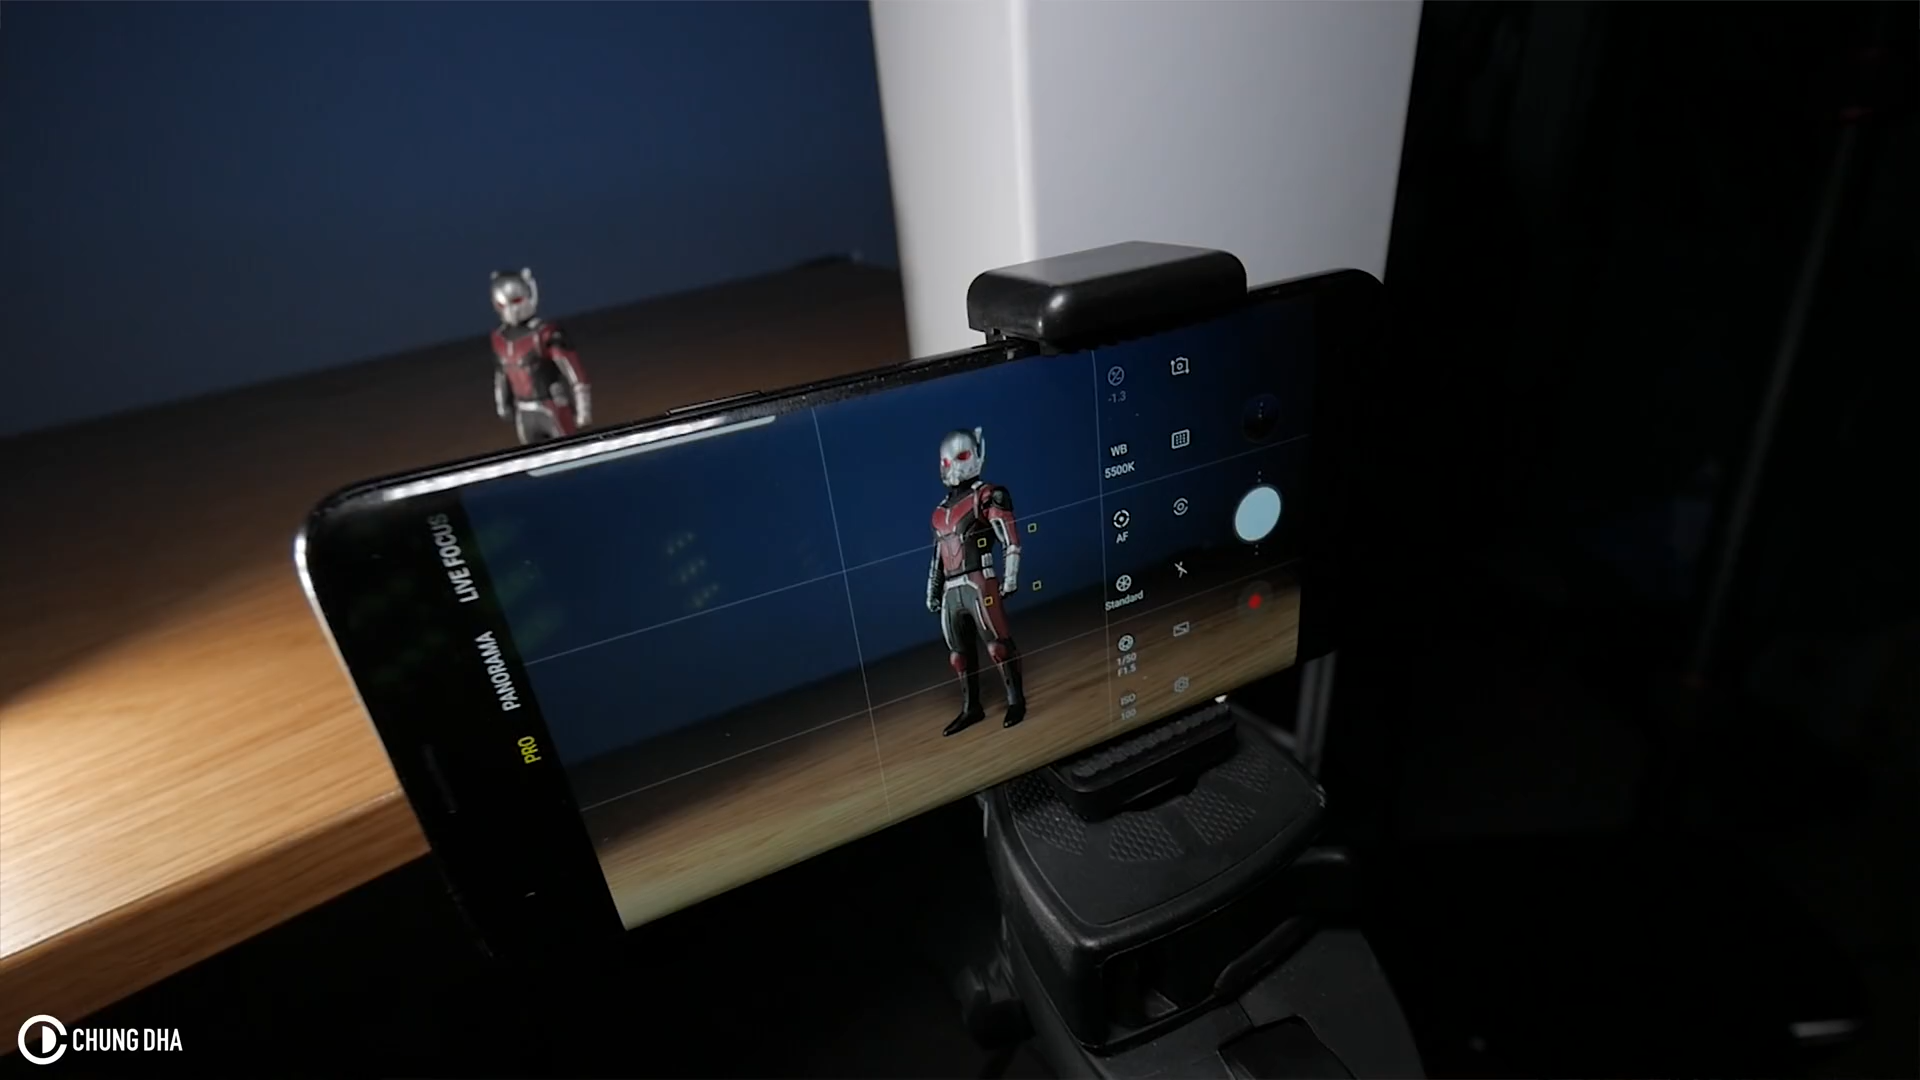 -1.3
WB
5500K
AF
Standard
1/50
F1.5
ISO
100
LIVE FOCUS
PANORAMA
PRO
CHUNG DHA